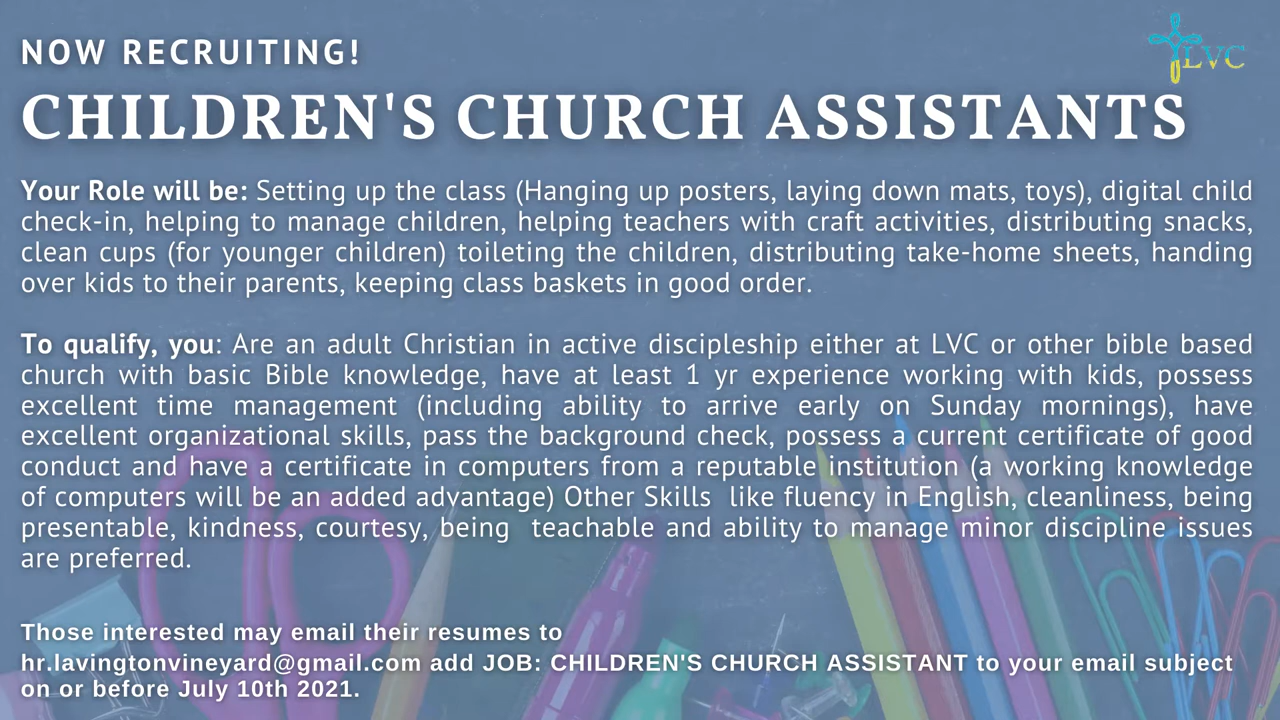 NOW RECRUITING!
LVC
CHILDREN'S CHURCH ASSISTANTS
Your Role will be: Setting up the class (Hanging up posters, laying down mats, toys), digital child
check-in, helping to manage children, helping teachers with craft activities, distributing snacks,
clean cups (for younger children) toileting the children, distributing take-home sheets, handing
over kids to their parents, keeping class baskets in good order.
To qualify, you: Are an adult Christian in active discipleship either at LVC or other bible based
church with basic Bible knowledge, have at least 1 yr experience working with kids, possess
excellent time management (including ability to arrive early on Sunday mornings), have
excellent organizational skills, pass the background check, possess a current certificate of good
conduct and have a certificate in computers from a reputable institution (a working knowledge
of computers will be an added advantage) Other Skills  like fluency in English, cleanliness, being
presentable, kindness, courtesy, being  teachable and ability to manage minor discipline issues
are preferred.
Those interested may email their resumes to
hr.lavingtonvineyard@gmail.com add JOB: CHILDREN'S CHURCH ASSISTANT to your email subject
on or before July 10th 2021.